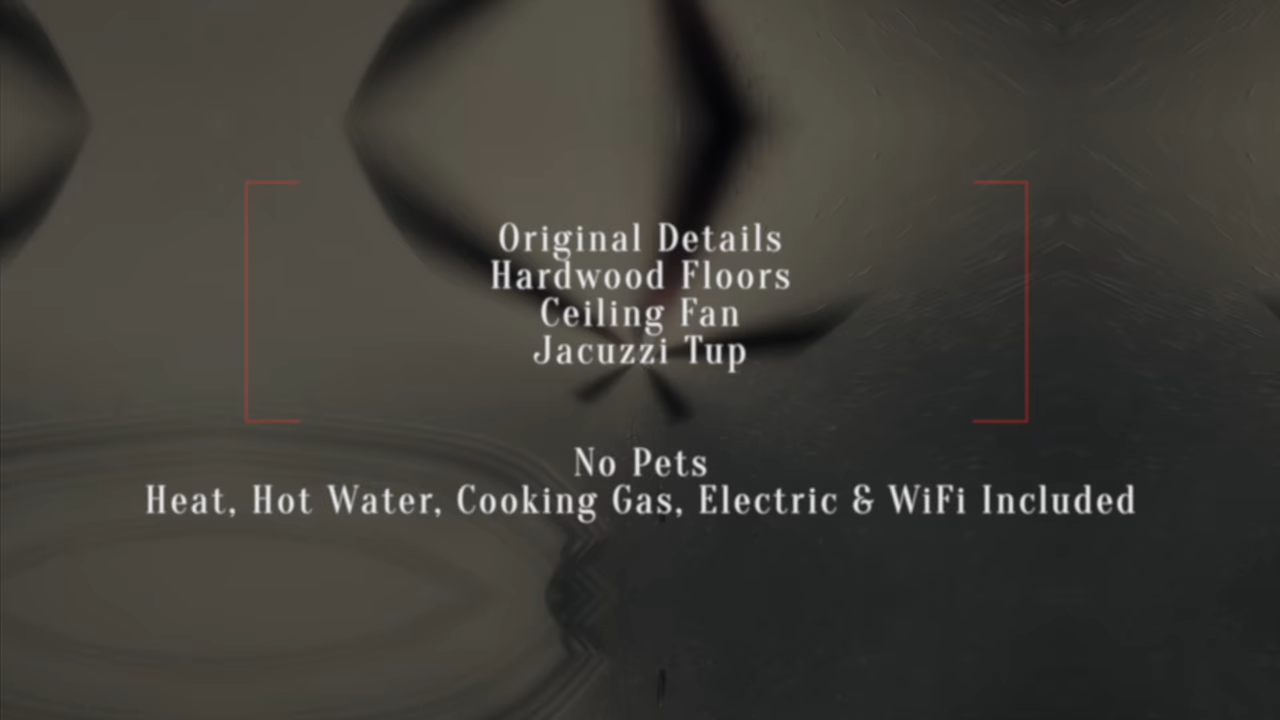 Original Details
Hardwood Floors
Ceiling Fan
Jacuzzi Tup
No Pets
Heat, Hot Water, Cooking Gas, Electric & WiFi Included